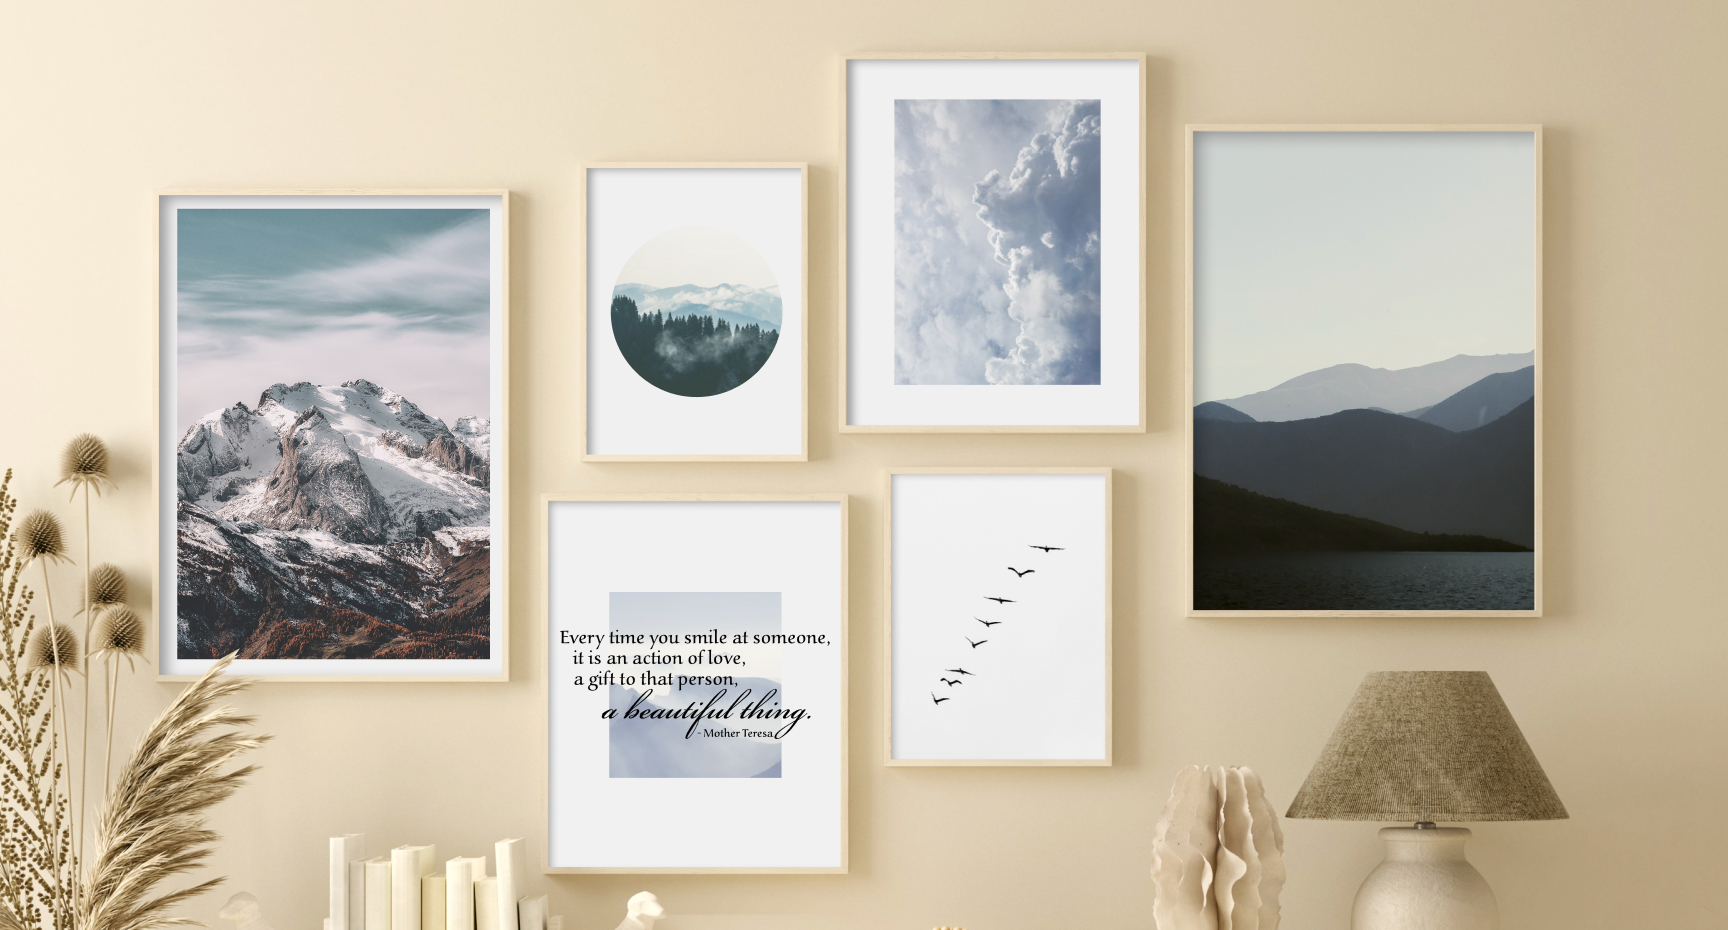 Every time you smile at someone,
it is an action of love,
a gift to that person,
a beautiful thing.
- Mother Teresa